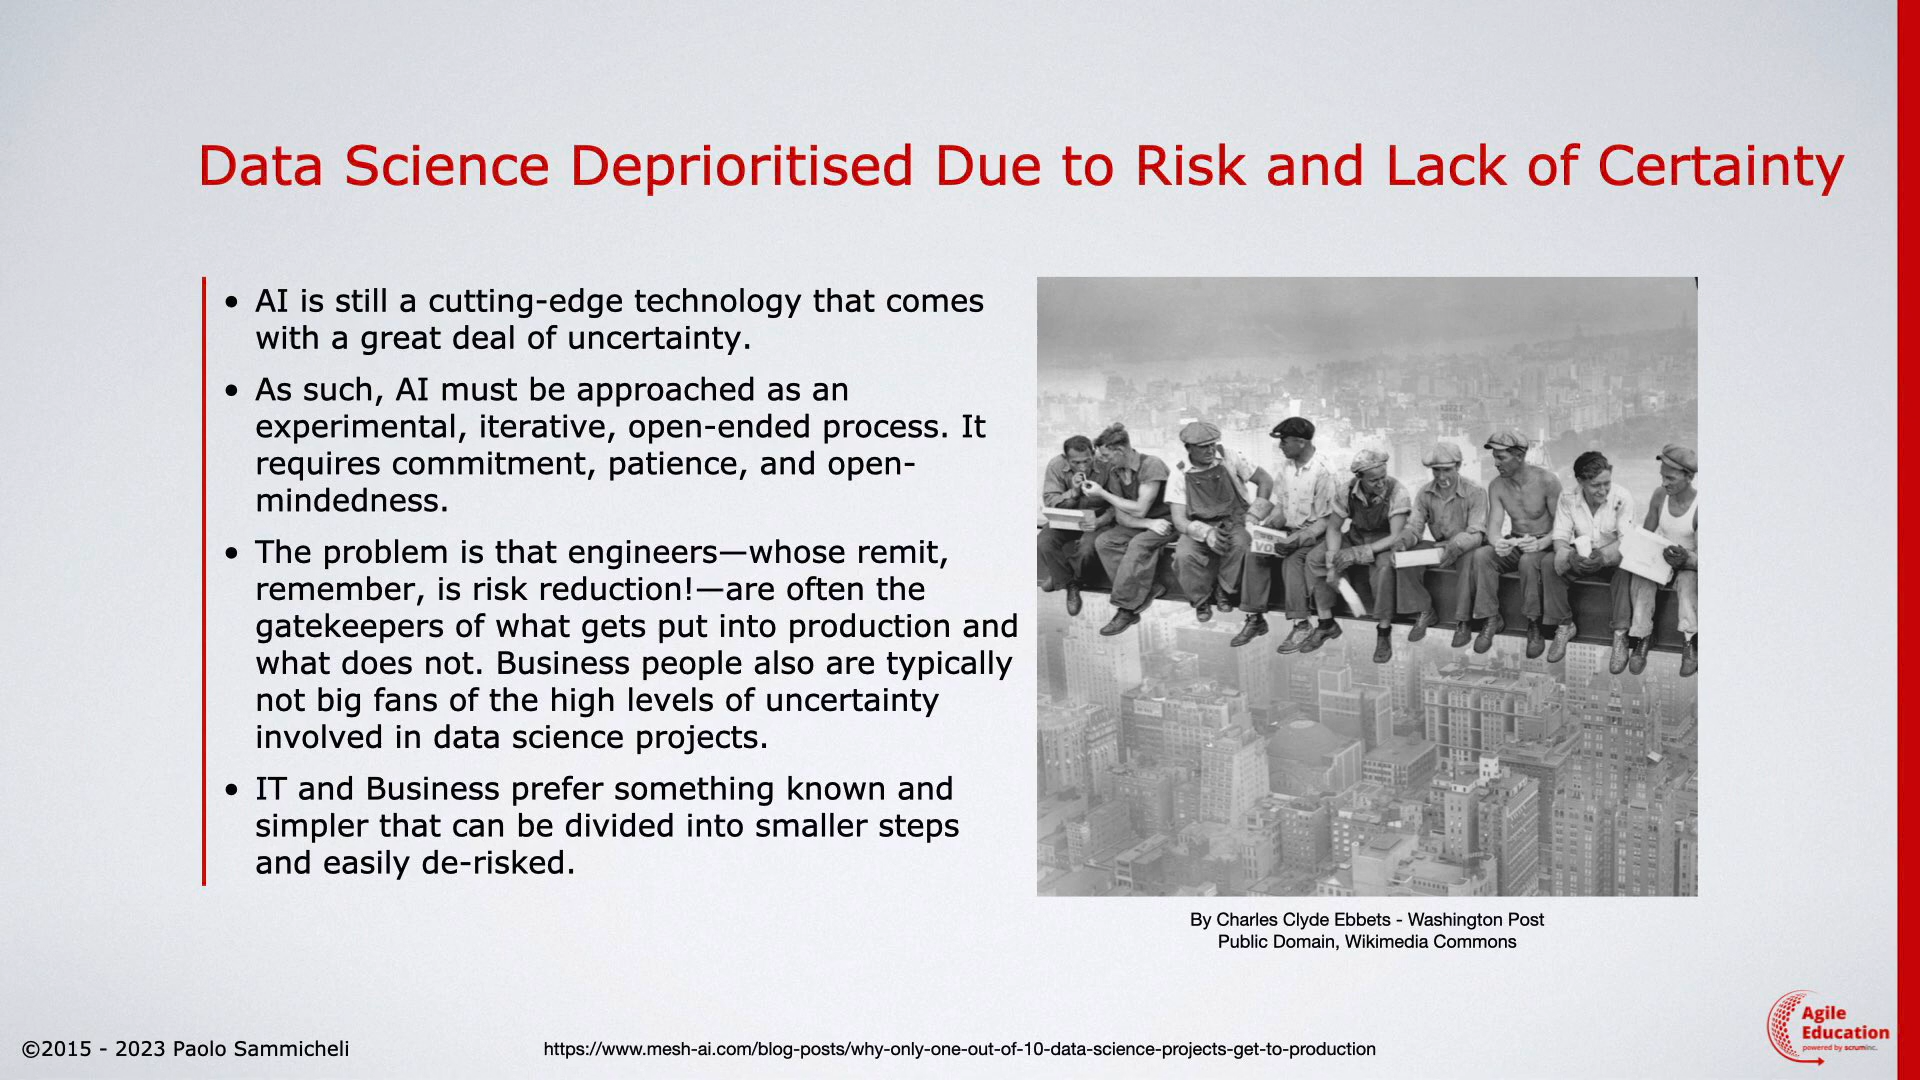 Data Science Deprioritised Due to Risk and Lack of Certainty
• AI is still a cutting-edge technology that comes
with a great deal of uncertainty.
• As such, AI must be approached as an
experimental, iterative, open-ended process. It
requires commitment, patience, and open-
mindedness.
• The problem is that engineers—whose remit,
remember, is risk reduction!—are often the
gatekeepers of what gets put into production and
what does not. Business people also are typically
not big fans of the high levels of uncertainty
involved in data science projects.
• IT and Business prefer something known and
simpler that can be divided into smaller steps
and easily de-risked.
VO
By Charles Clyde Ebbets - Washington Post
Public Domain, Wikimedia Commons
©2015 - 2023 Paolo Sammicheli
https://www.mesh-ai.com/blog-posts/why-only-one-out-of-10-data-science-projects-get-to-production
Agile
Education
powered by scruminc.